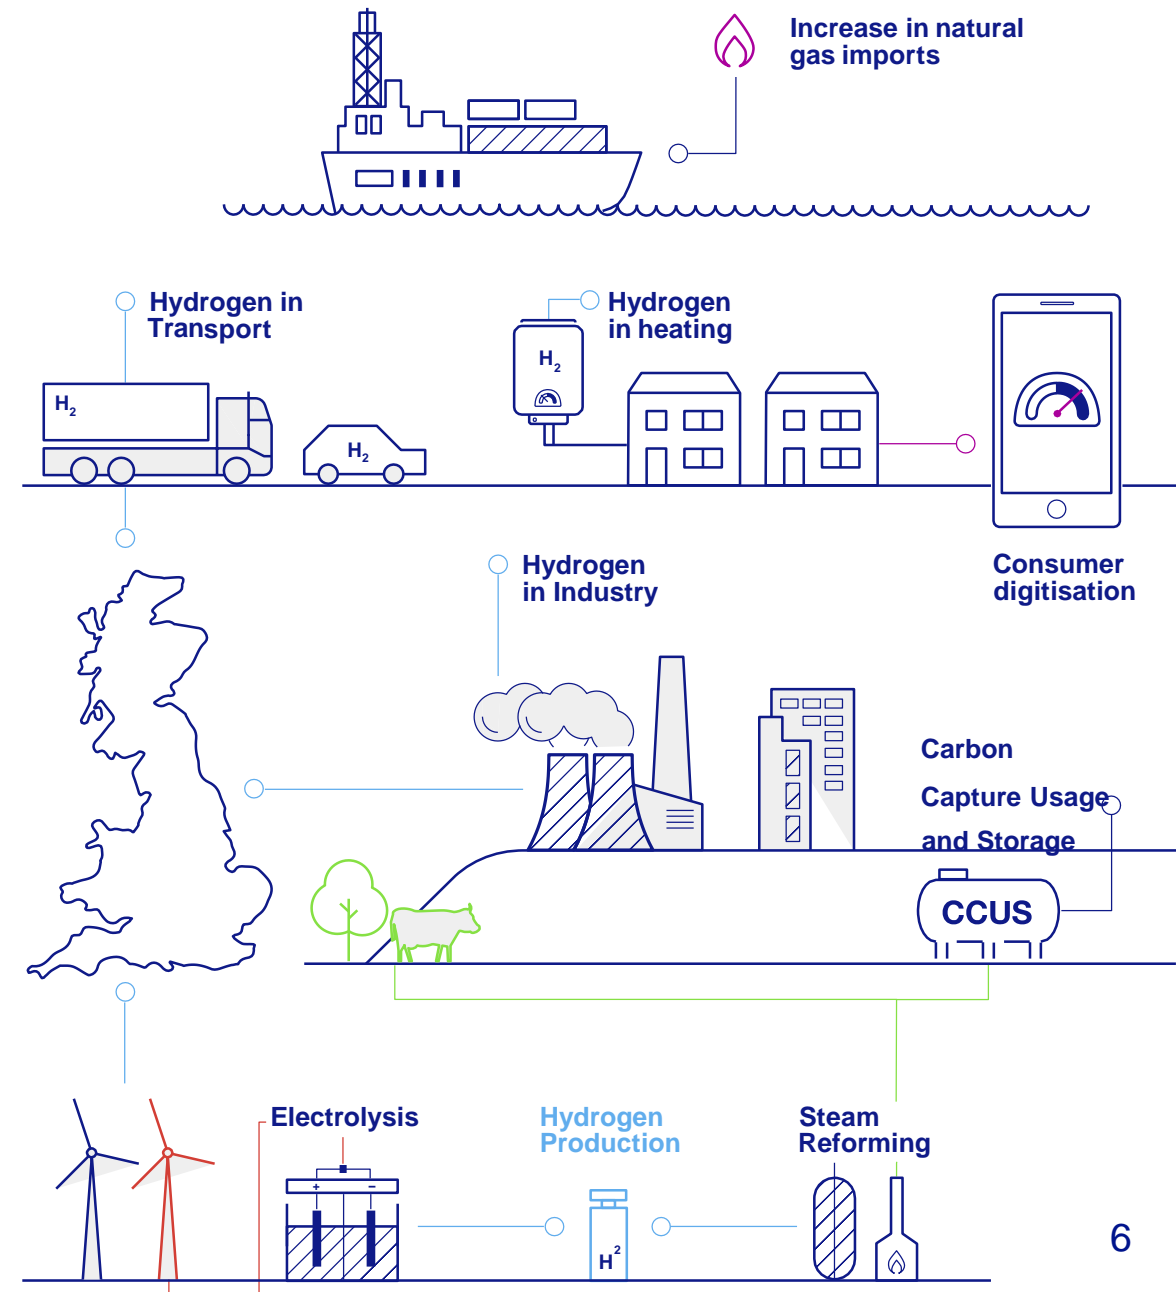 Increase in natural
gas imports
Hydrogen in
Transport
Hydrogen
in heating
H2
H2
H2
Consumer
digitisation
Hydrogen
in Industry
Carbon
Capture Usage
and Storage
CCUS
Electrolysis
Hydrogen
Production
Steam
Reforming
+ −
H2
6